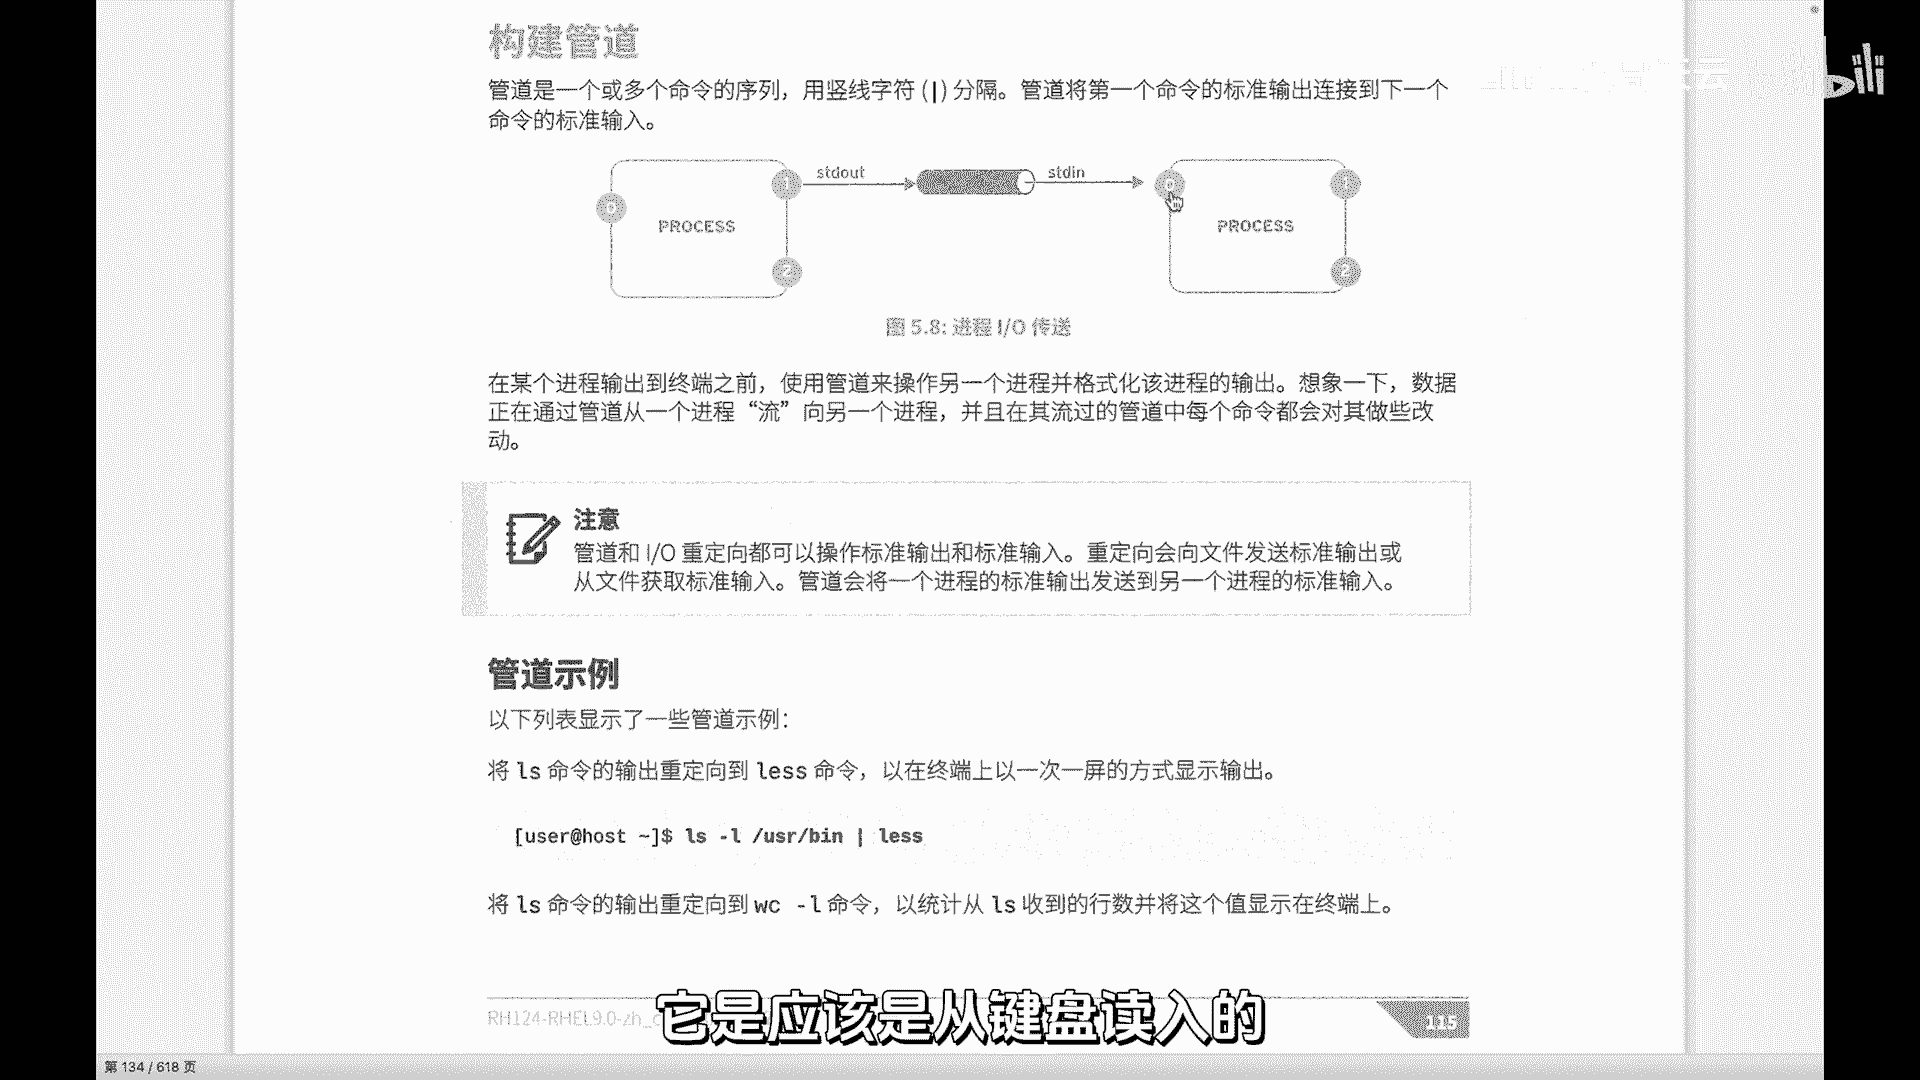 构建管道
管道是一个或多个命令的序列，用竖线字符 (|) 分隔。管道将第一个命令的标准输出连接到下一个
命令的标准输入。
stdout
stdin
0
1
2
PROCESS
0
1
2
PROCESS
图 5.8: 进程 I/O 传送
在某个进程输出到终端之前，使用管道来操作另一个进程并格式化该进程的输出。想象一下，数据
正在通过管道从一个进程“流”向另一个进程，并且在其流过的管道中每个命令都会对其做些改
动。
注意
管道和 I/O 重定向都可以操作标准输出和标准输入。重定向会向文件发送标准输出或
从文件获取标准输入。管道会将一个进程的标准输出发送到另一个进程的标准输入。
管道示例
以下列表显示了一些管道示例：
将 ls 命令的输出重定向到 less 命令，以在终端上以一次一屏的方式显示输出。
[user@host ~]$ ls -l /usr/bin | less
将 ls 命令的输出重定向到 wc -l 命令，以统计从 ls 收到的行数并将这个值显示在终端上。
RH124-RHEL9.0-zh_c
115
它是应该是从键盘读入的
第 134 / 618 页